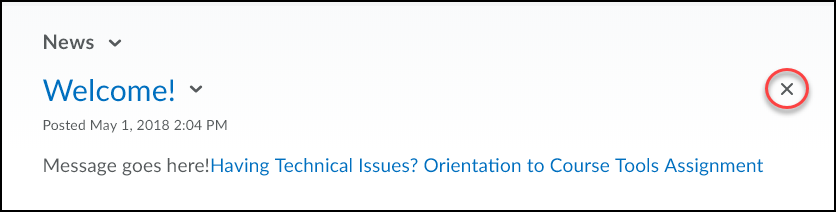 News
Welcome!
Posted May 1, 2018 2:04 PM
Message goes here!Having Technical Issues? Orientation to Course Tools Assignment